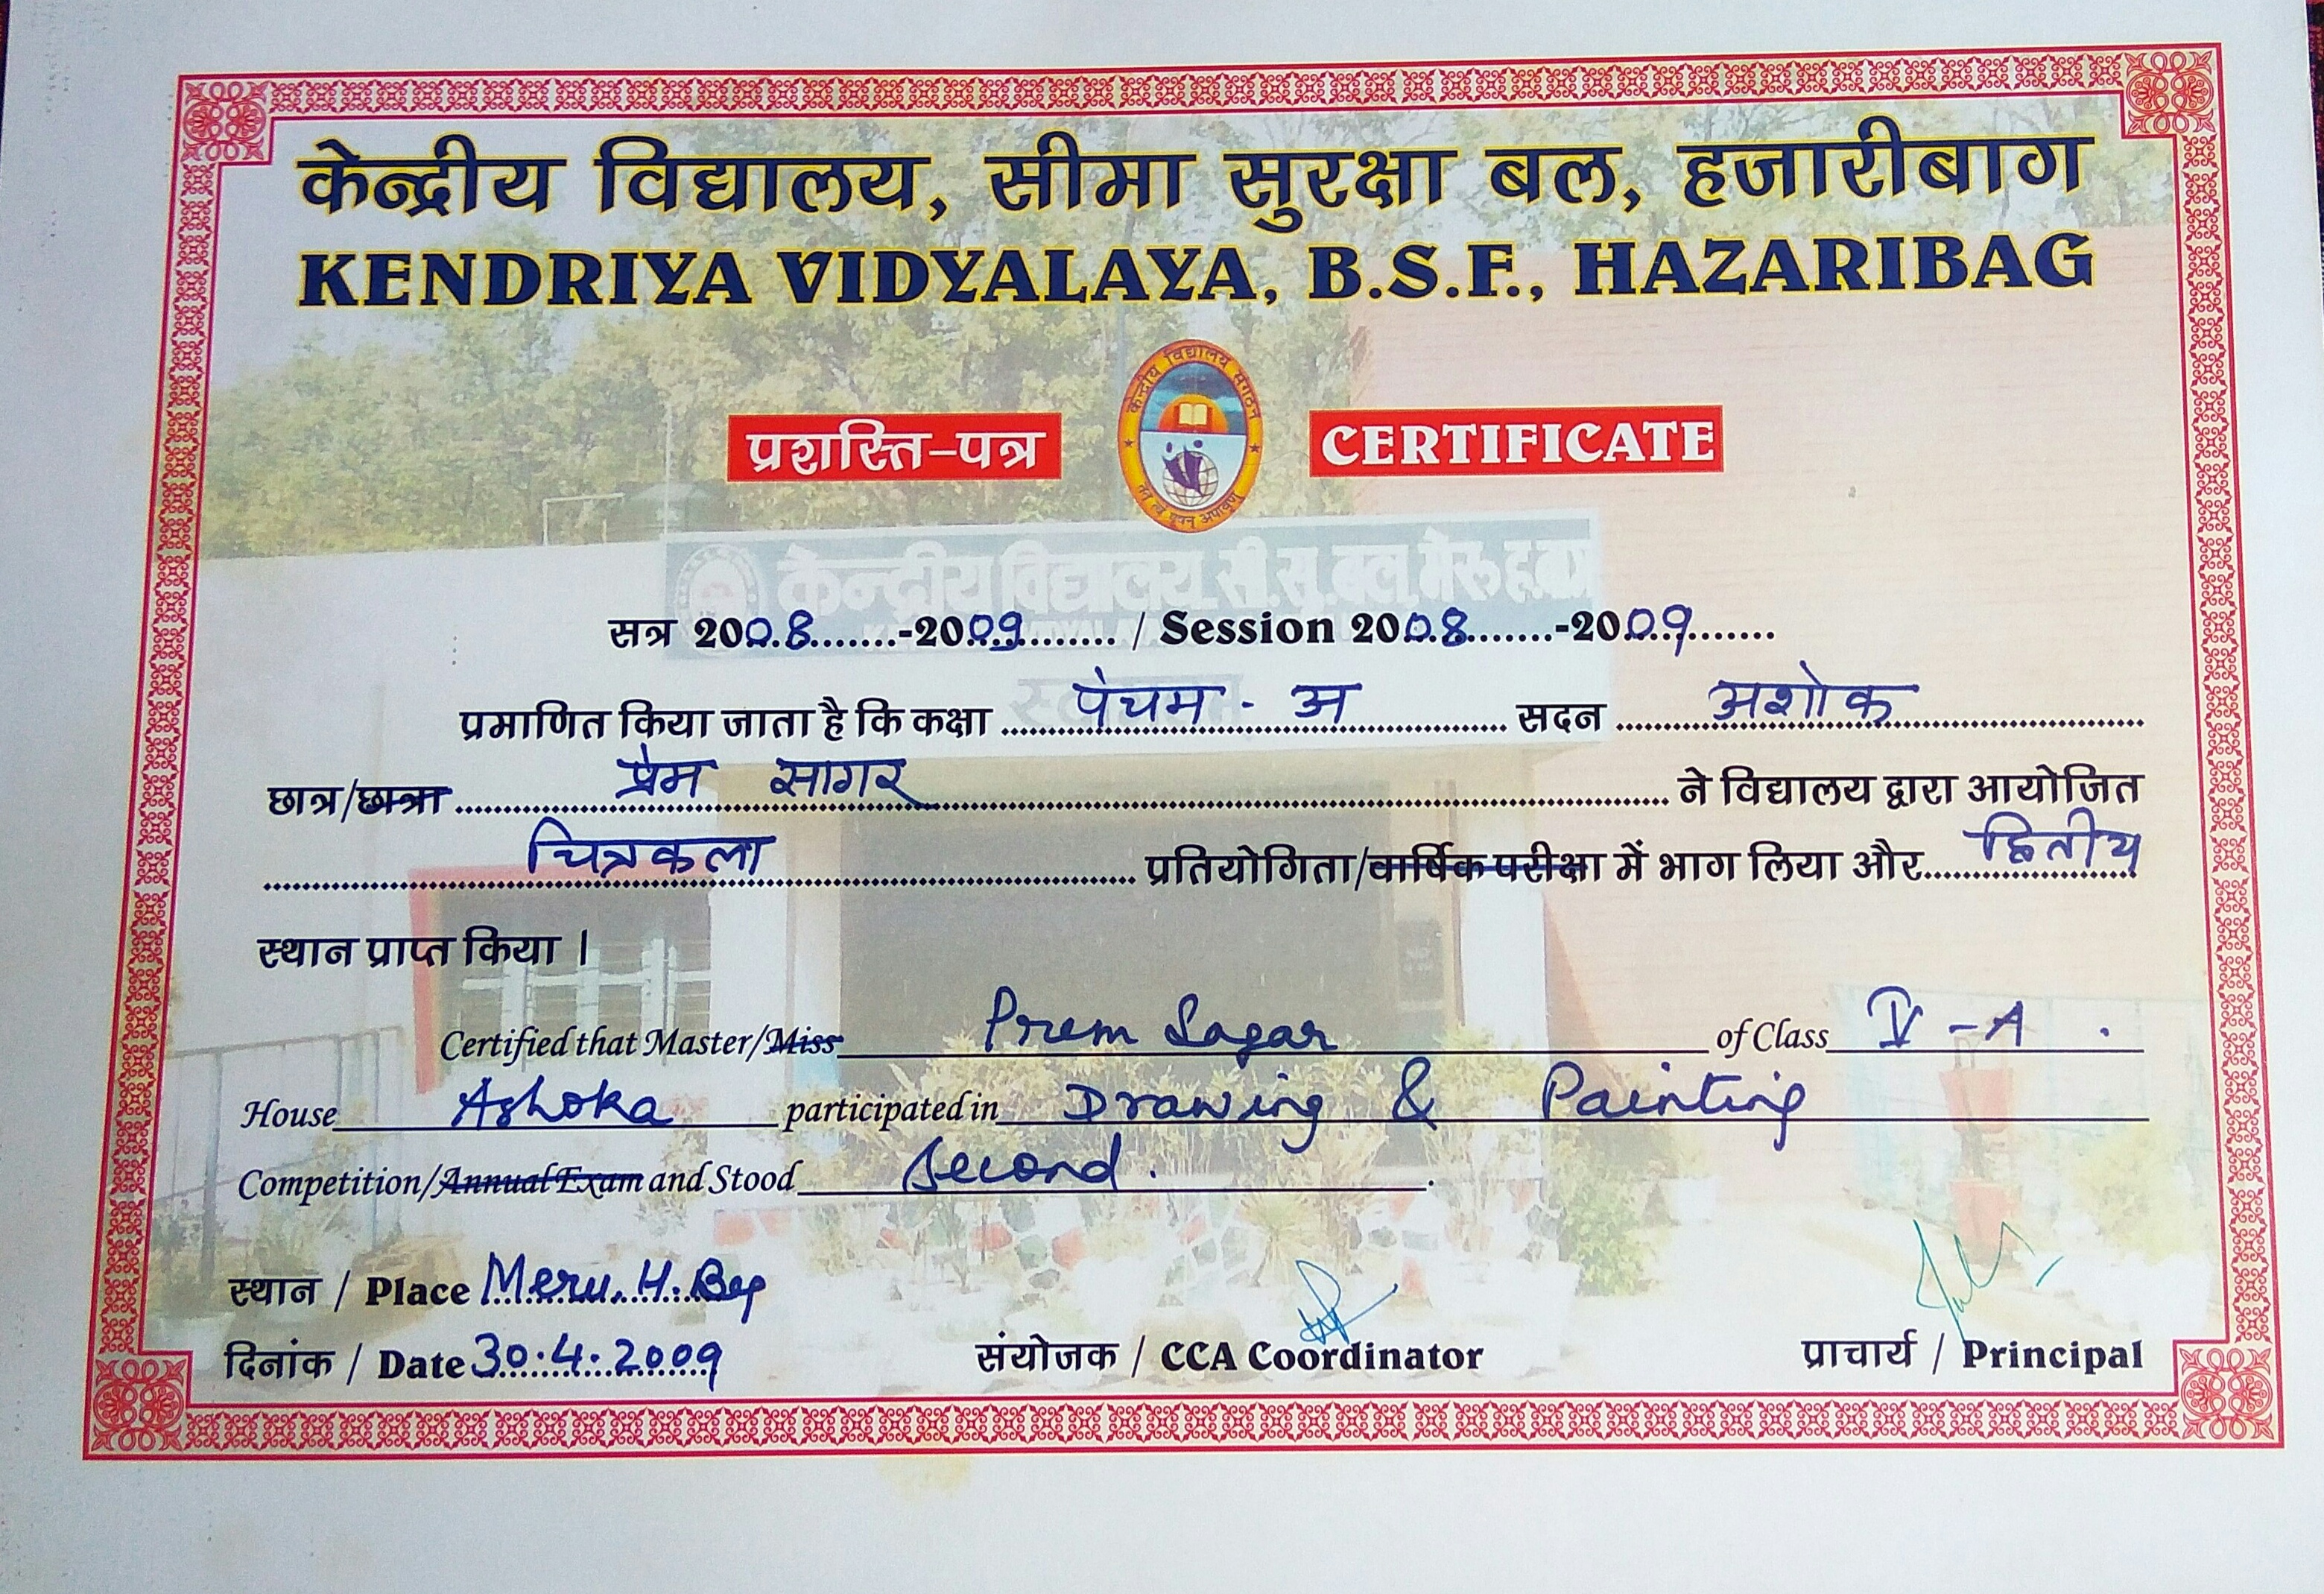 केन्द्रीय विद्यालय, सीमा सुरक्षा बल, हजारीबाग
KENDRIYA VIDYALAYA, B.S.F., HAZARIBAG
केन्द्रीय विद्यालय संगठन
प्रशस्ति-पत्र CERTIFICATE
तत् त्वं पूषन् अपावृणु
केन्द्रीय विद्यालय सी.सु.बल मेरू ह.बाग
सत्र 2008.......-2009.......... / Session 2008.......-2009..........
प्रमाणित किया जाता है कि कक्षा पंचम - अ सदन अशोक
छात्र/छात्रा प्रेम सागर ने विद्यालय द्वारा आयोजित
चित्रकला प्रतियोगिता/वार्षिक परीक्षा में भाग लिया और द्वितीय
स्थान प्राप्त किया ।
Certified that Master/Miss Prem Sagar of Class V - A .
House Ashoka participated in Drawing & Painting
Competition/Annual Exam and Stood Second.
स्थान / Place Meru. H. Bag
दिनांक / Date 30.4.2009 संयोजक / CCA Coordinator प्राचार्य / Principal